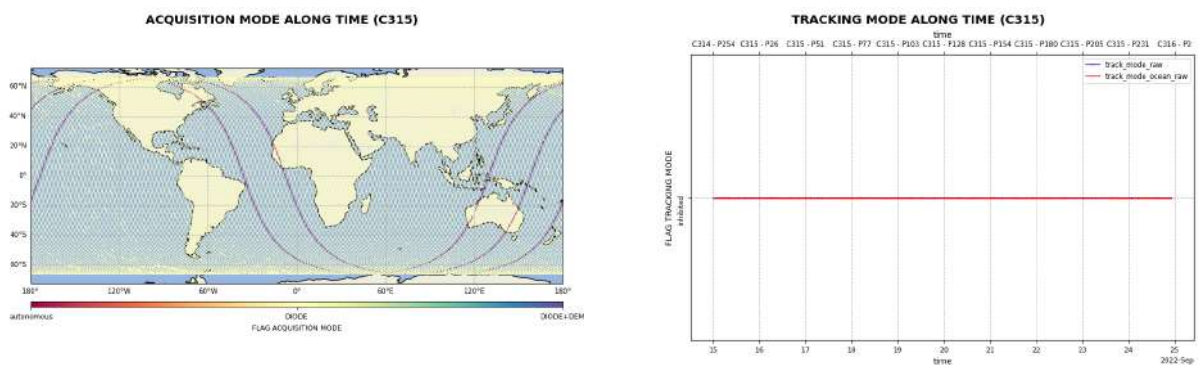 ACQUISITION MODE ALONG TIME (C315)
60°N
40°N
20°N
0°
20°S
40°S
60°S
180° 120°W 60°W 0° 60°E 120°E 180°
autonomous DIODE DIODE+DEM
FLAG ACQUISITION MODE
TRACKING MODE ALONG TIME (C315)
time
C314 - P254 C315 - P26 C315 - P51 C315 - P77 C315 - P103 C315 - P128 C315 - P154 C315 - P180 C315 - P205 C315 - P231 C316 - P2
track_mode_raw
track_mode_ocean_raw
FLAG TRACKING MODE
inhibited
15 16 17 18 19 20 21 22 23 24 25
time
2022-Sep